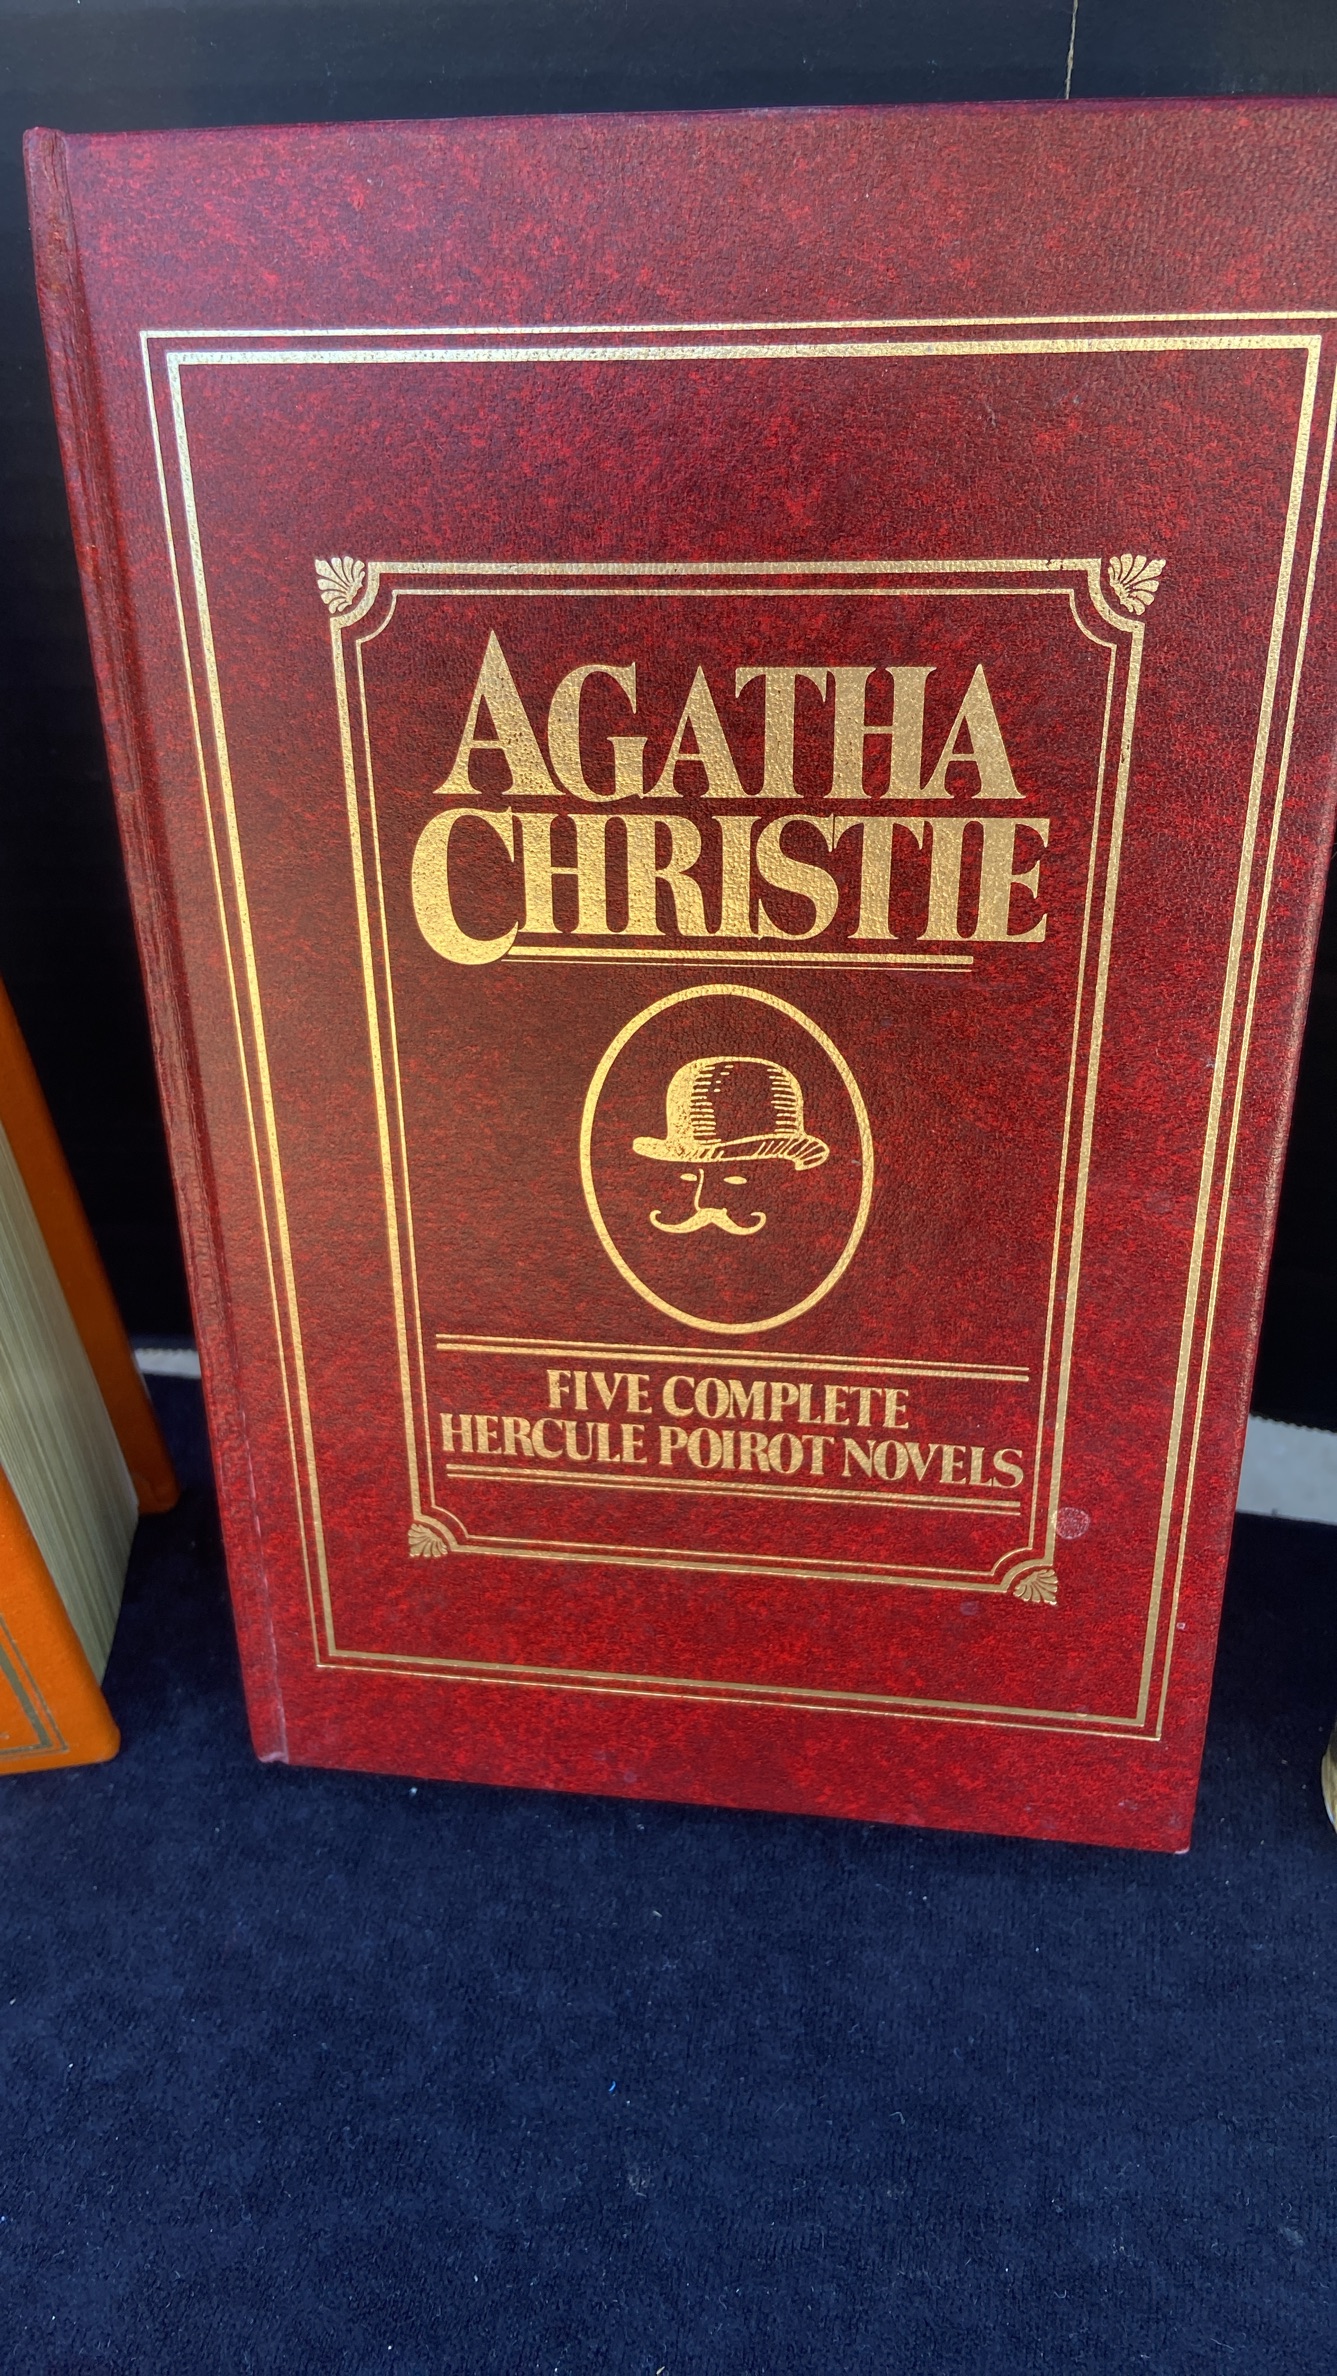 AGATHA
CHRISTIE
FIVE COMPLETE
HERCULE POIROT NOVELS